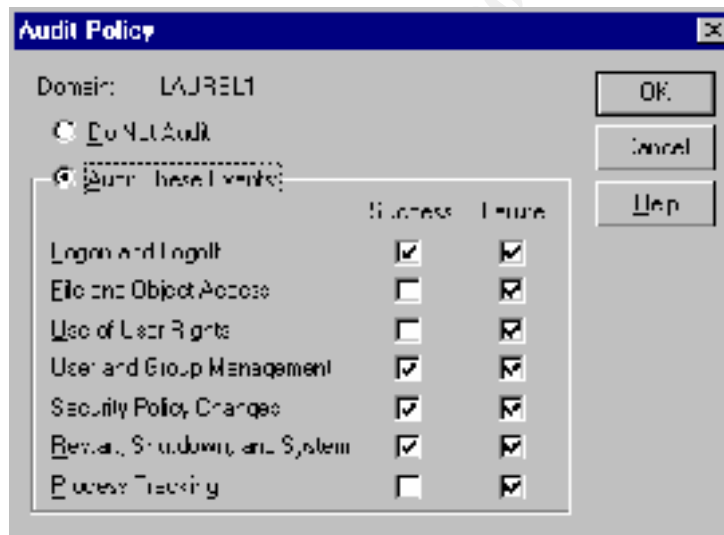 Audit Policy
Domain: LAUREL1
OK
Do Not Audit
Cancel
Audit These Events:
Help
Success Failure
Logon and Logoff
File and Object Access
Use of User Rights
User and Group Management
Security Policy Changes
Restart, Shutdown, and System
Process Tracking